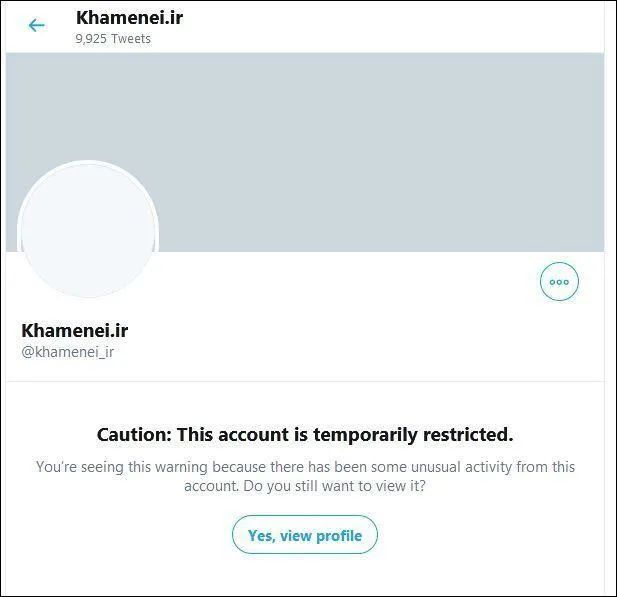 Khamenei.ir
9,925 Tweets
Khamenei.ir
@khamenei_ir
Caution: This account is temporarily restricted.
You're seeing this warning because there has been some unusual activity from this
account. Do you still want to view it?
Yes, view profile